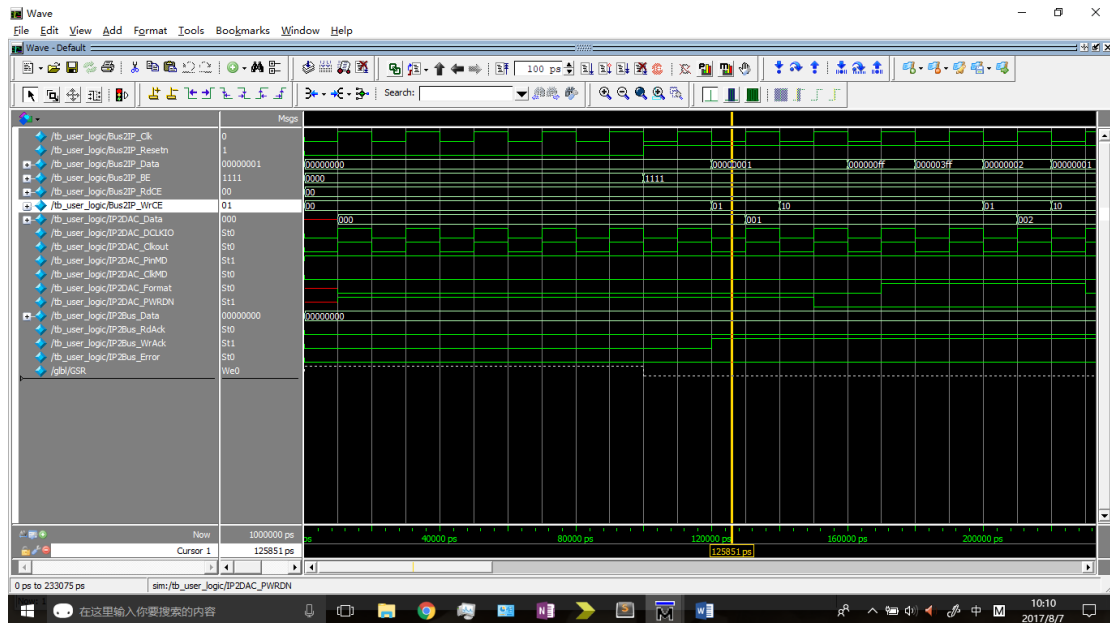 Wave
File Edit View Add Format Tools Bookmarks Window Help
Wave - Default
100 ps
Search:
Msgs
/tb_user_logic/Bus2IP_Clk 0
/tb_user_logic/Bus2IP_Resetn 1
/tb_user_logic/Bus2IP_Data 00000001 00000000 00000001 000000ff 000003ff 00000002 00000001
/tb_user_logic/Bus2IP_BE 1111 0000 1111
/tb_user_logic/Bus2IP_RdCE 00 00
/tb_user_logic/Bus2IP_WrCE 01 00 01 10 01 10
/tb_user_logic/IP2DAC_Data 000 000 001 002
/tb_user_logic/IP2DAC_DCLKIO St0
/tb_user_logic/IP2DAC_Clkout St0
/tb_user_logic/IP2DAC_PinMD St1
/tb_user_logic/IP2DAC_ClkMD St0
/tb_user_logic/IP2DAC_Format St0
/tb_user_logic/IP2DAC_PWRDN St1
/tb_user_logic/IP2Bus_Data 00000000 00000000
/tb_user_logic/IP2Bus_RdAck St0
/tb_user_logic/IP2Bus_WrAck St1
/tb_user_logic/IP2Bus_Error St0
/glbl/GSR We0
Now 1000000 ps ps 40000 ps 80000 ps 120000 ps 160000 ps 200000 ps
Cursor 1 125851 ps 125851 ps
0 ps to 233075 ps sim:/tb_user_logic/IP2DAC_PWRDN
在这里输入你要搜索的内容 中 M 10:10
2017/8/7